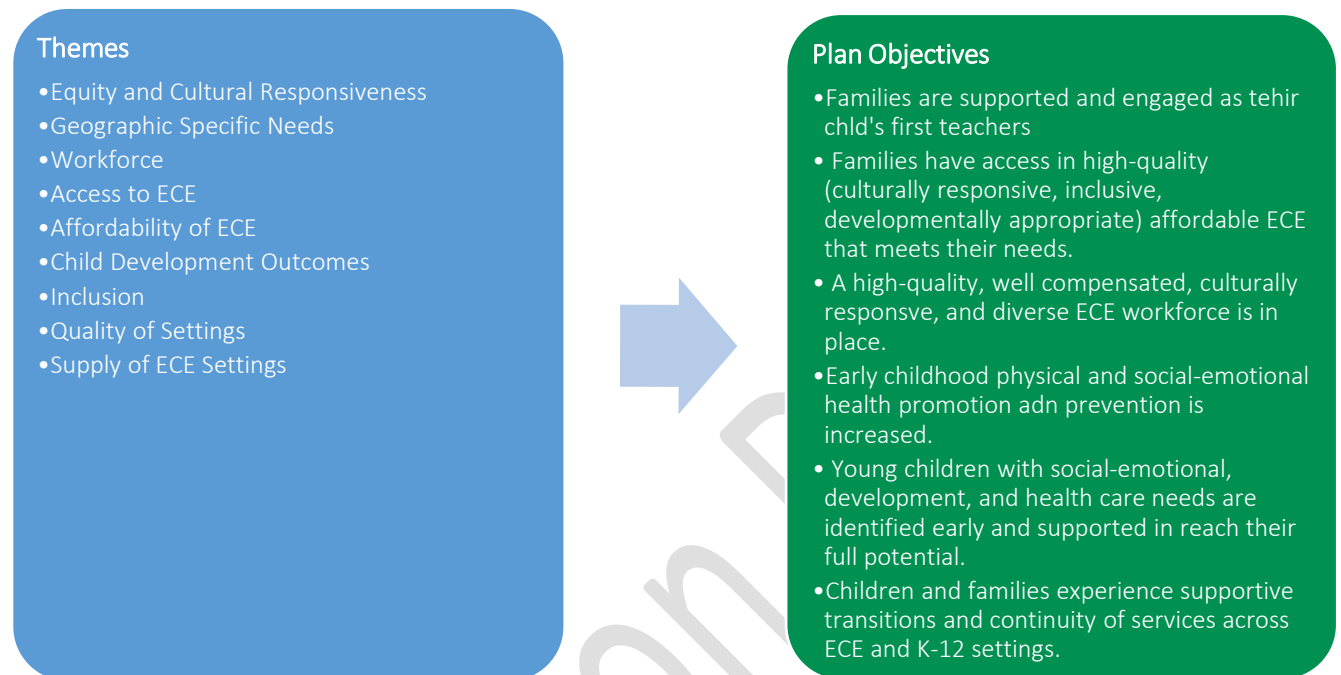 Themes
•Equity and Cultural Responsiveness
•Geographic Specific Needs
•Workforce
•Access to ECE
•Affordability of ECE
•Child Development Outcomes
•Inclusion
•Quality of Settings
•Supply of ECE Settings
Plan Objectives
•Families are supported and engaged as tehir
chld's first teachers
• Families have access in high-quality
(culturally responsive, inclusive,
developmentally appropriate) affordable ECE
that meets their needs.
• A high-quality, well compensated, culturally
responsve, and diverse ECE workforce is in
place.
•Early childhood physical and social-emotional
health promotion adn prevention is
increased.
• Young children with social-emotional,
development, and health care needs are
identified early and supported in reach their
full potential.
•Children and families experience supportive
transitions and continuity of services across
ECE and K-12 settings.